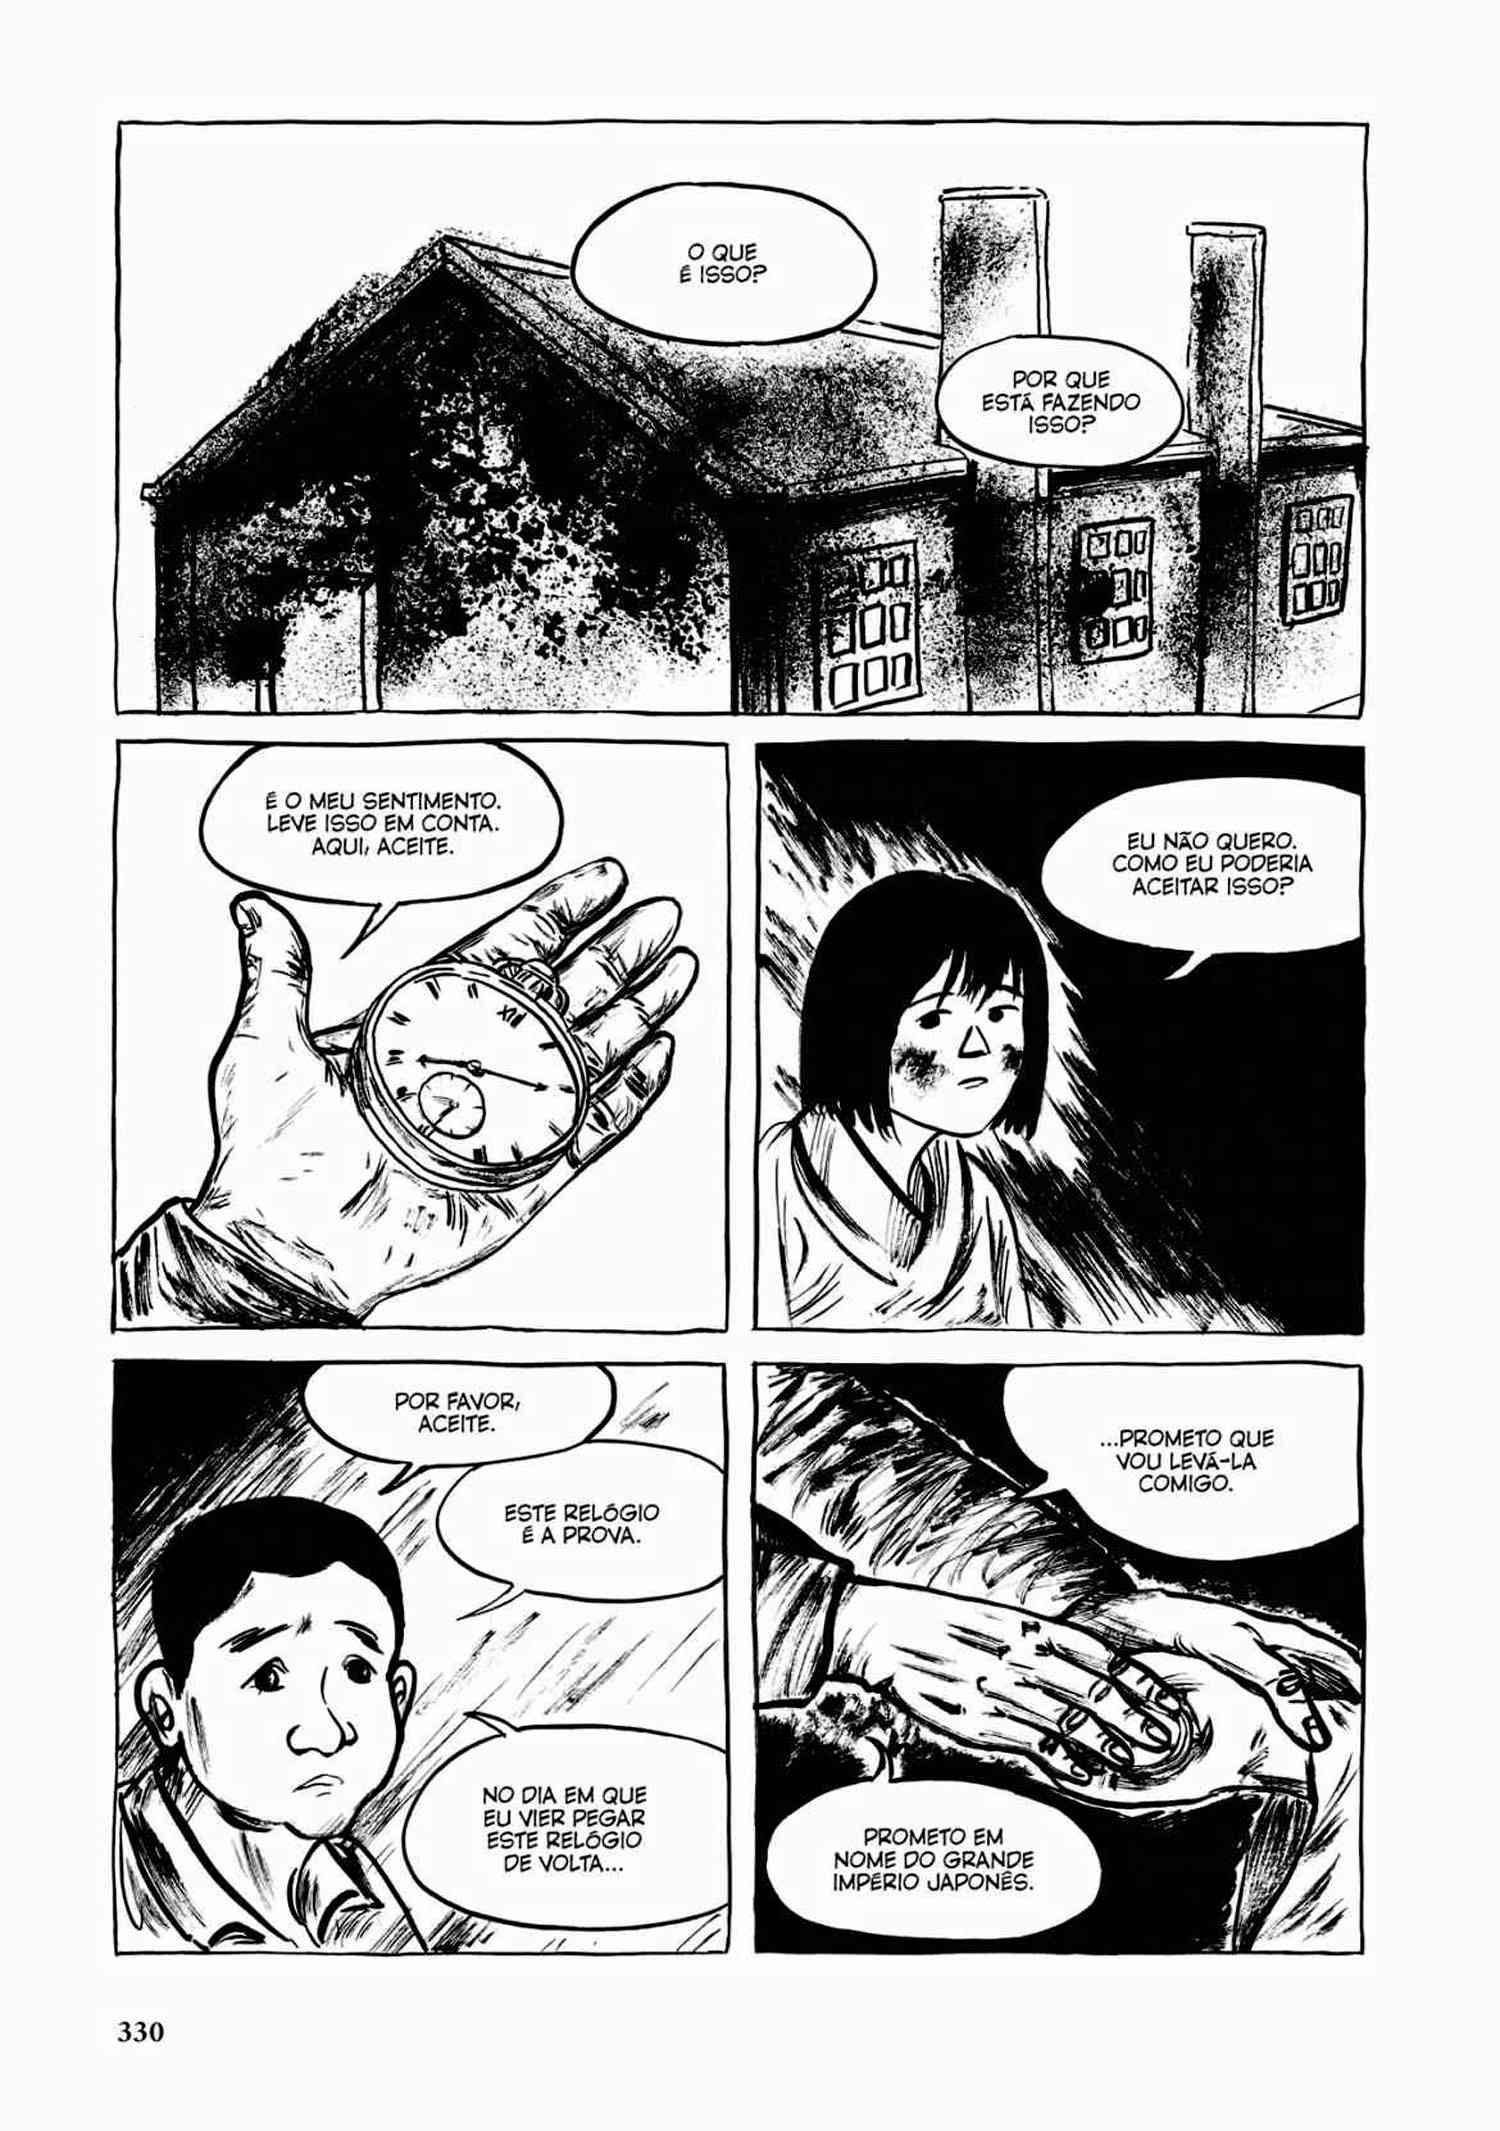 O QUE
É ISSO?
POR QUE
ESTÁ FAZENDO
ISSO?
É O MEU SENTIMENTO.
LEVE ISSO EM CONTA.
AQUI, ACEITE.
XII
EU NÃO QUERO.
COMO EU PODERIA
ACEITAR ISSO?
POR FAVOR,
ACEITE.
ESTE RELÓGIO
É A PROVA.
NO DIA EM QUE
EU VIER PEGAR
ESTE RELÓGIO
DE VOLTA...
...PROMETO QUE
VOU LEVÁ-LA
COMIGO.
PROMETO EM
NOME DO GRANDE
IMPÉRIO JAPONÊS.
330